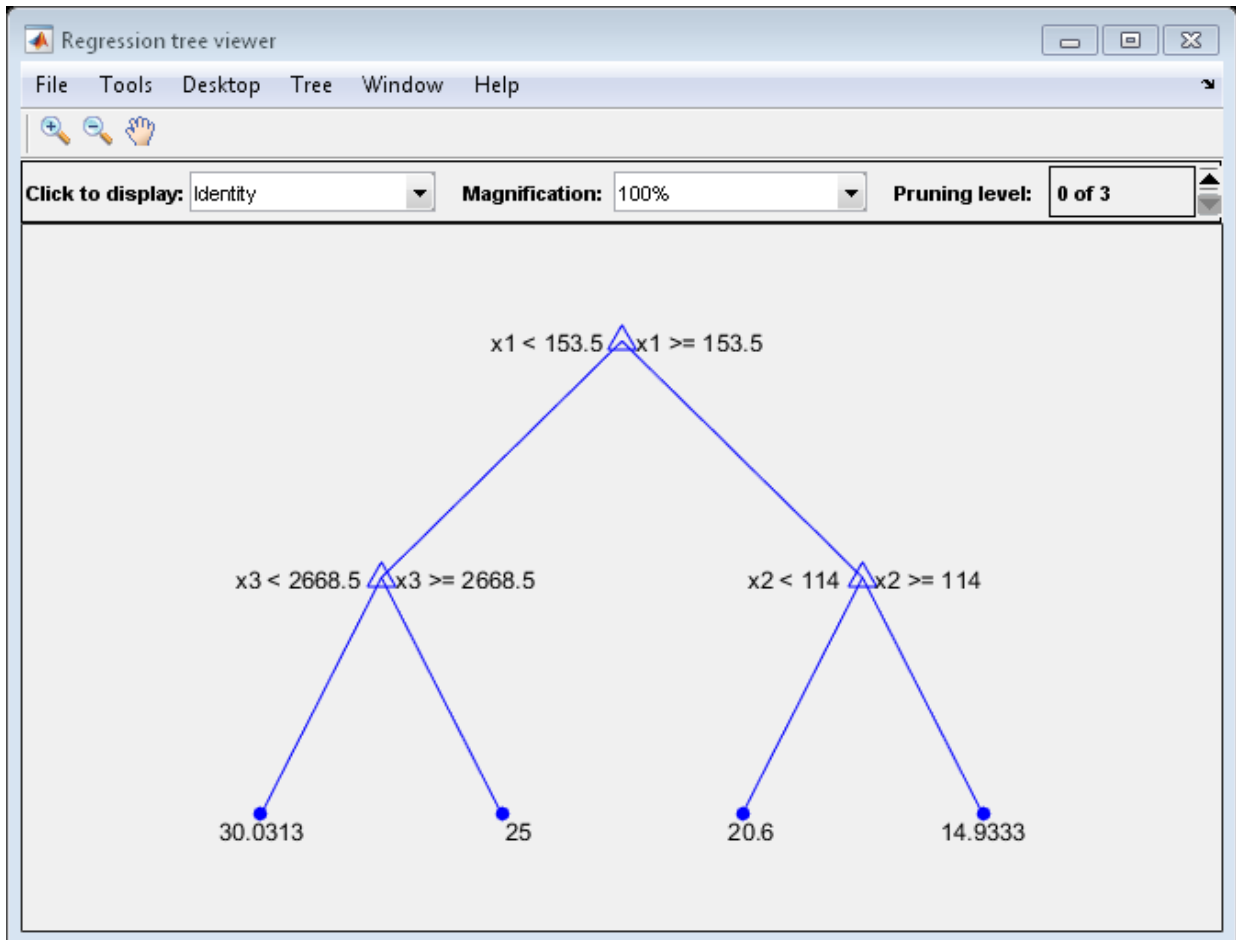 Regression tree viewer
File Tools Desktop Tree Window Help
Click to display: Identity Magnification: 100% Pruning level: 0 of 3
x1 < 153.5 x1 >= 153.5
x3 < 2668.5 x3 >= 2668.5 x2 < 114 x2 >= 114
30.0313 25 20.6 14.9333